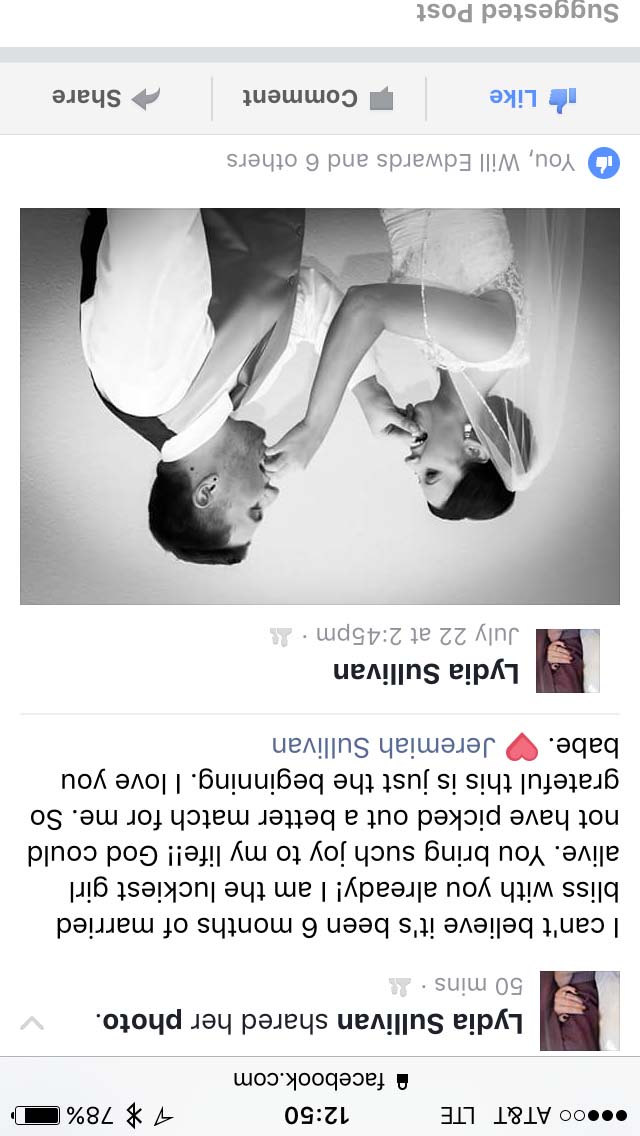 AT&T LTE 12:50 78%
facebook.com
Lydia Sullivan shared her photo.
50 mins ·
I can't believe it's been 6 months of married
bliss with you already! I am the luckiest girl
alive. You bring such joy to my life!! God could
not have picked out a better match for me. So
grateful this is just the beginning. I love you
babe. ❤ Jeremiah Sullivan
Lydia Sullivan
July 22 at 2:45pm ·
You, Will Edwards and 6 others
Like Comment Share
Suggested Post